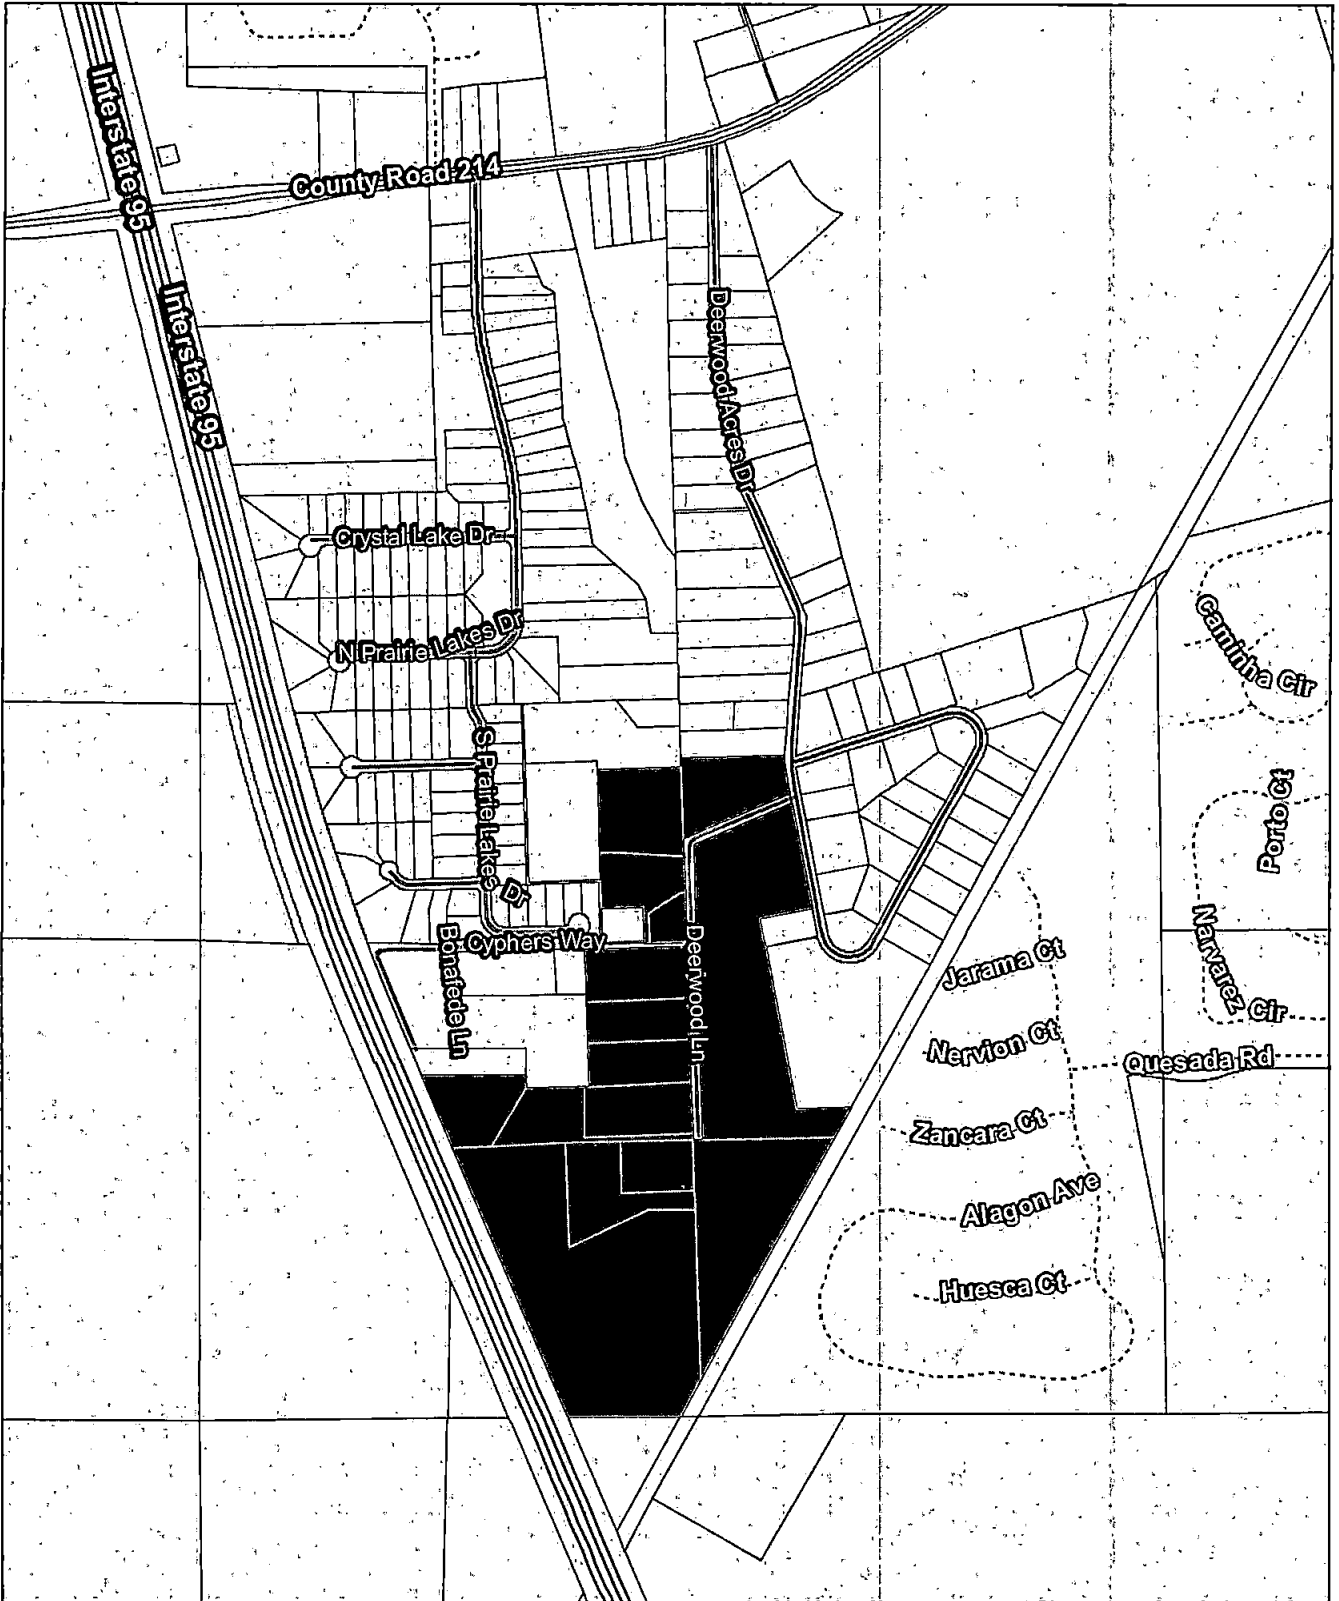 Interstate 95
County Road 214
Interstate 95
Deerwood Acres Dr
Crystal Lake Dr
N Prairie Lakes Dr
Caminha Cir
S Prairie Lakes Dr
Porto Ct
Narvarez Cir
Cyphers Way
Bonafede Ln
Deerwood Ln
Jarama Ct
Nervion Ct
Quesada Rd
Zancara Ct
Alagon Ave
Huesca Ct